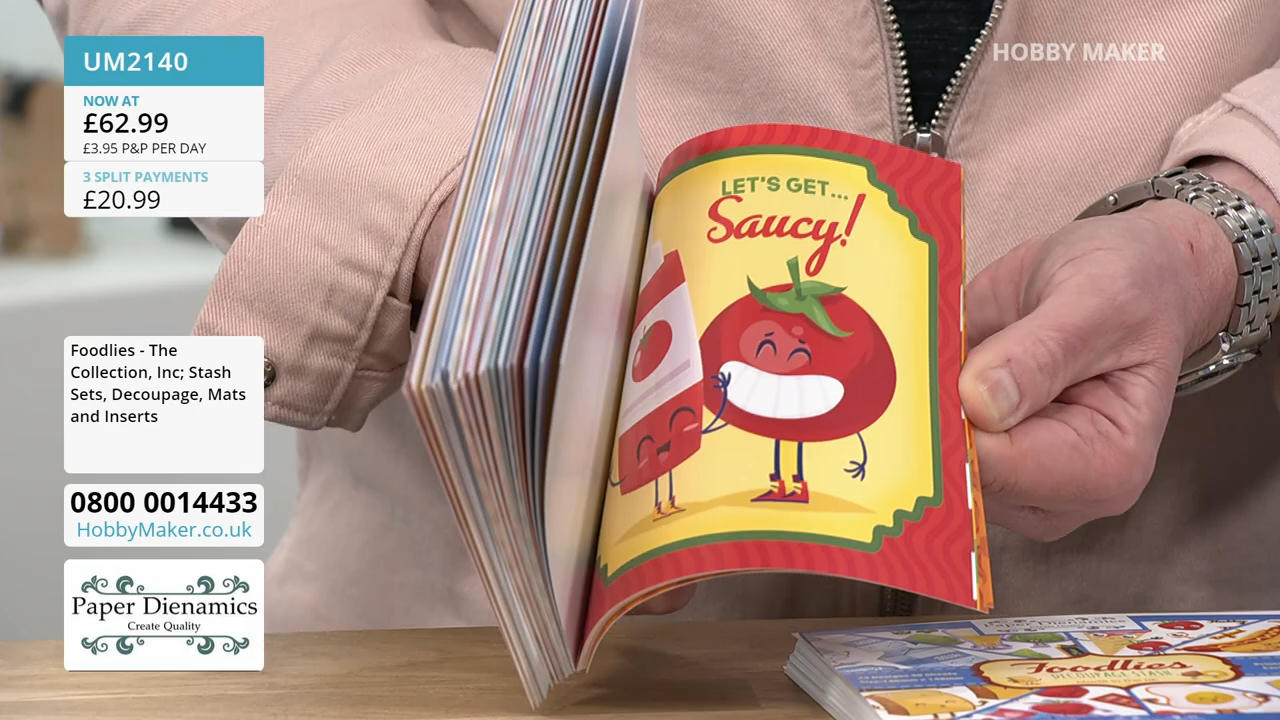 UM2140
NOW AT
£62.99
£3.95 P&P PER DAY
3 SPLIT PAYMENTS
£20.99
Foodlies - The
Collection, Inc; Stash
Sets, Decoupage, Mats
and Inserts
0800 0014433
HobbyMaker.co.uk
Paper Dienamics
Create Quality
HOBBY MAKER
LET'S GET...
Saucy!
Paper Dienamics
Foodlies
DECOUPAGE STASH